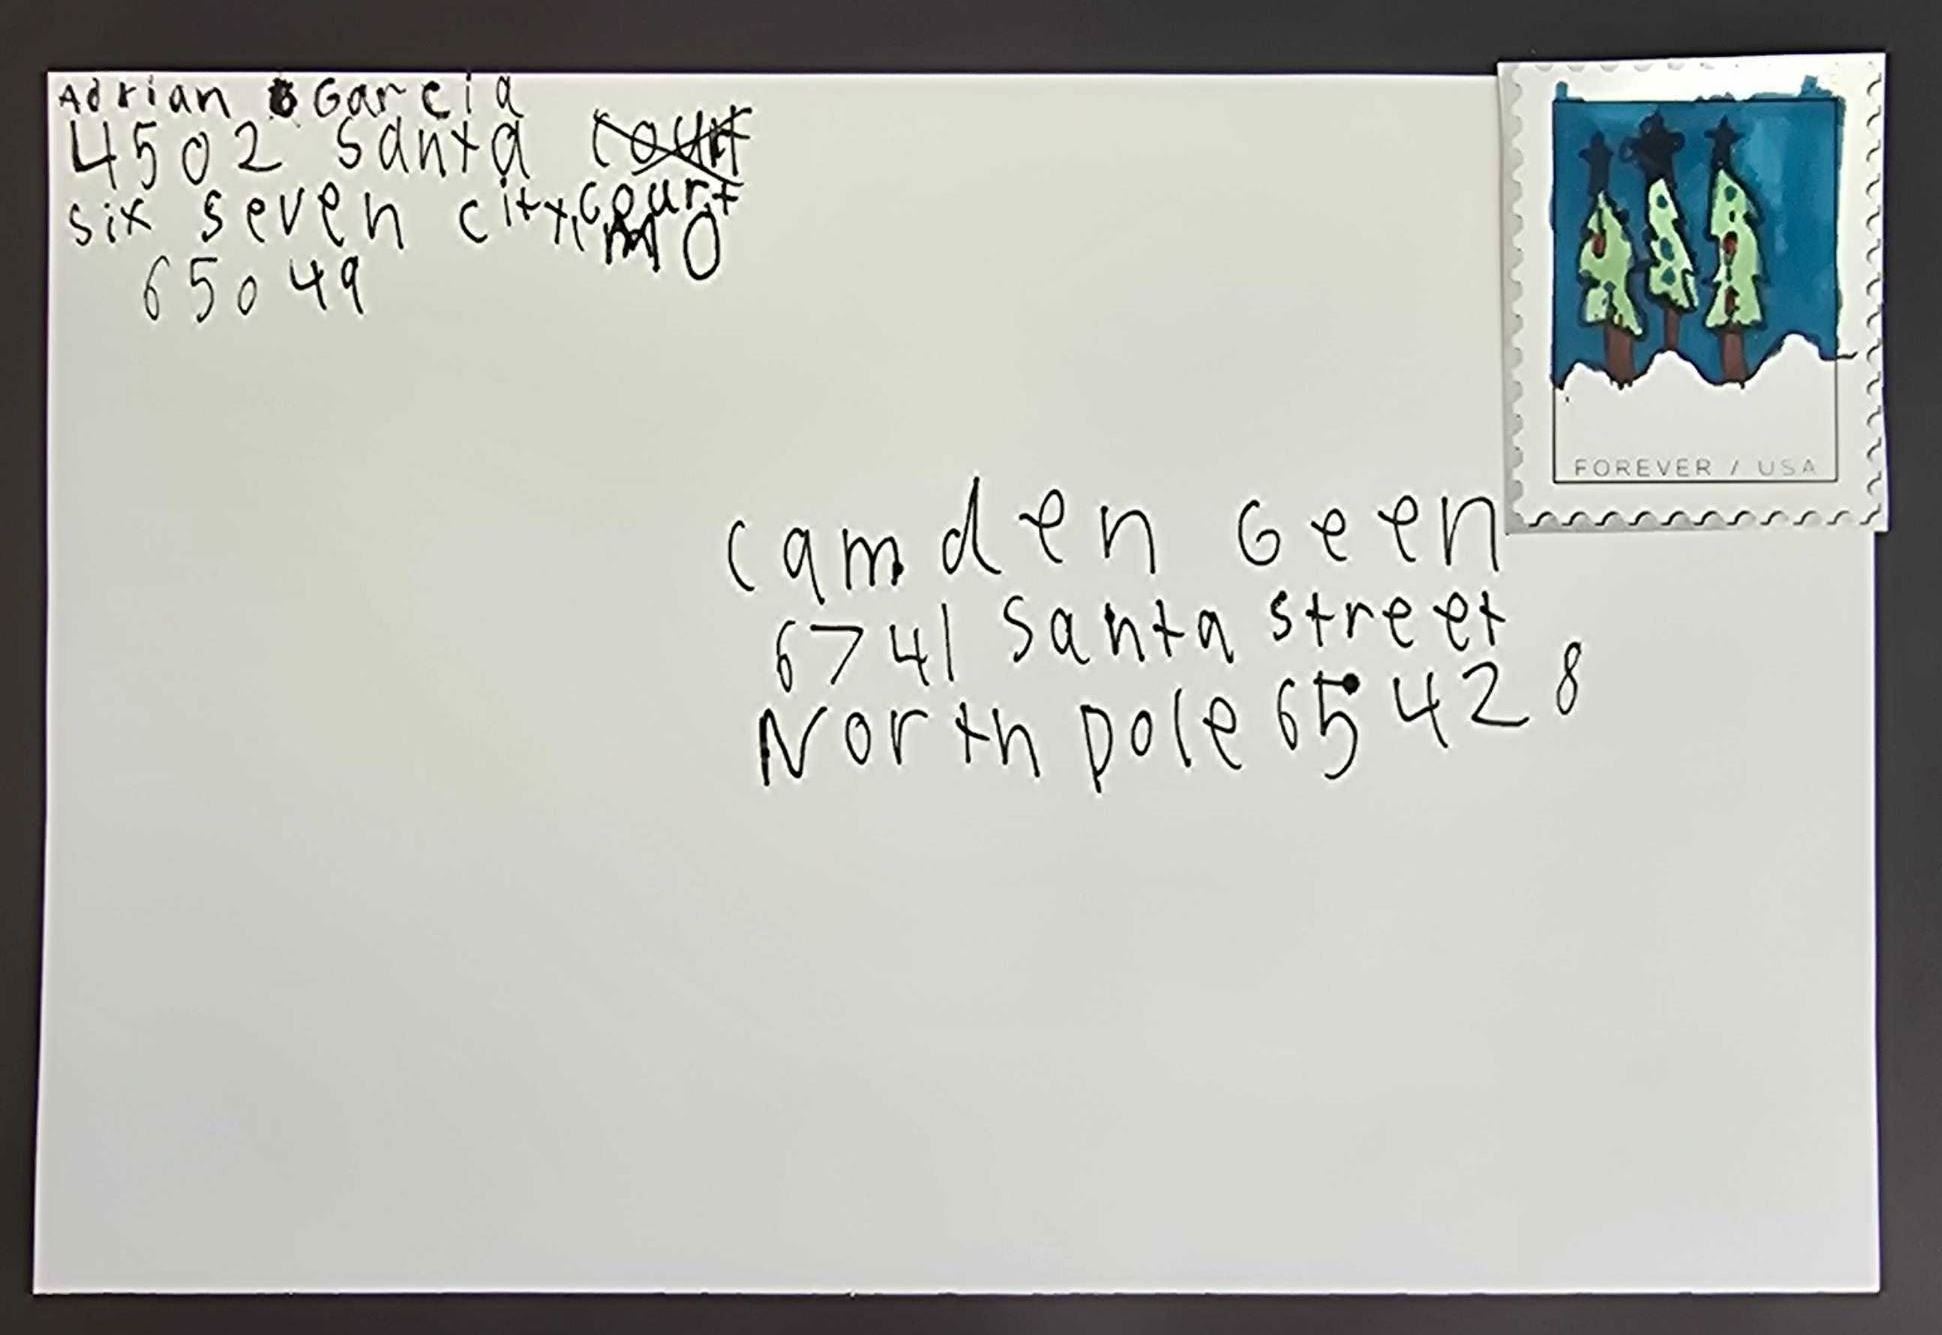 Adrian Garcia
4502 Santa court
six seven city, court
MO
65049
FOREVER / USA
Camden Geen
6741 Santa street
North pole 65428